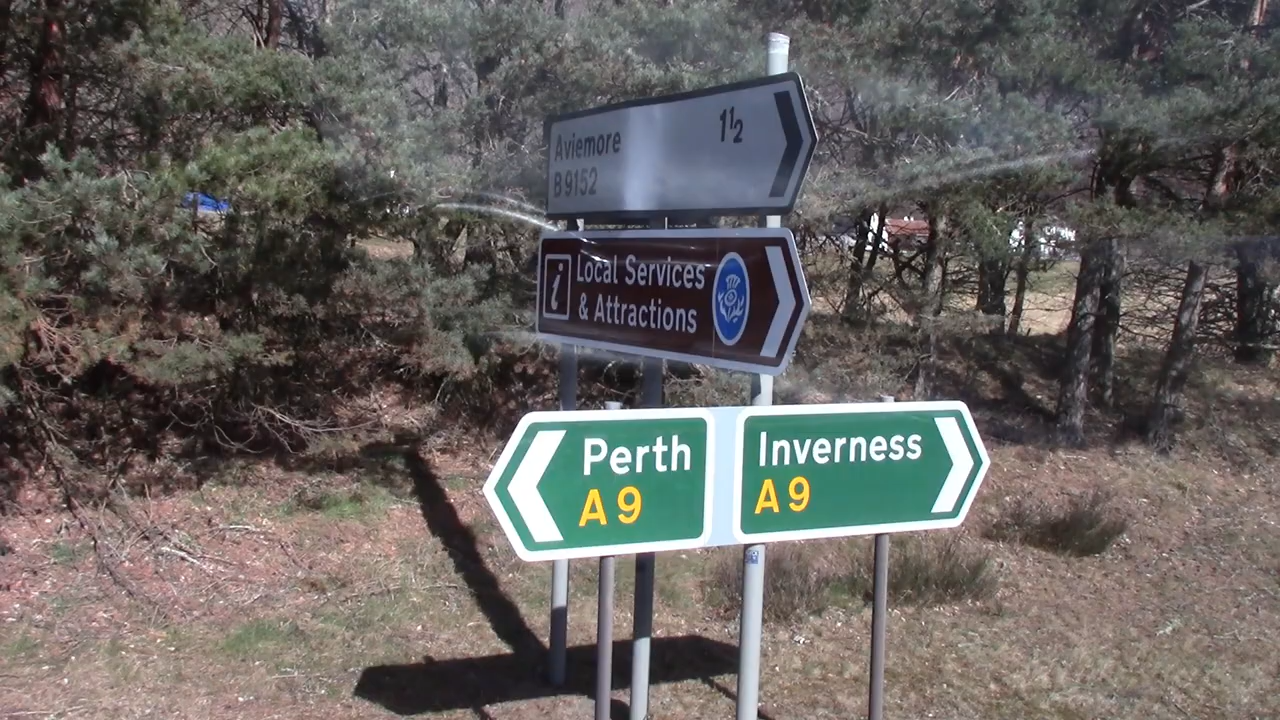 Aviemore 1½
B9152
i Local Services
& Attractions
Perth
A9
Inverness
A9